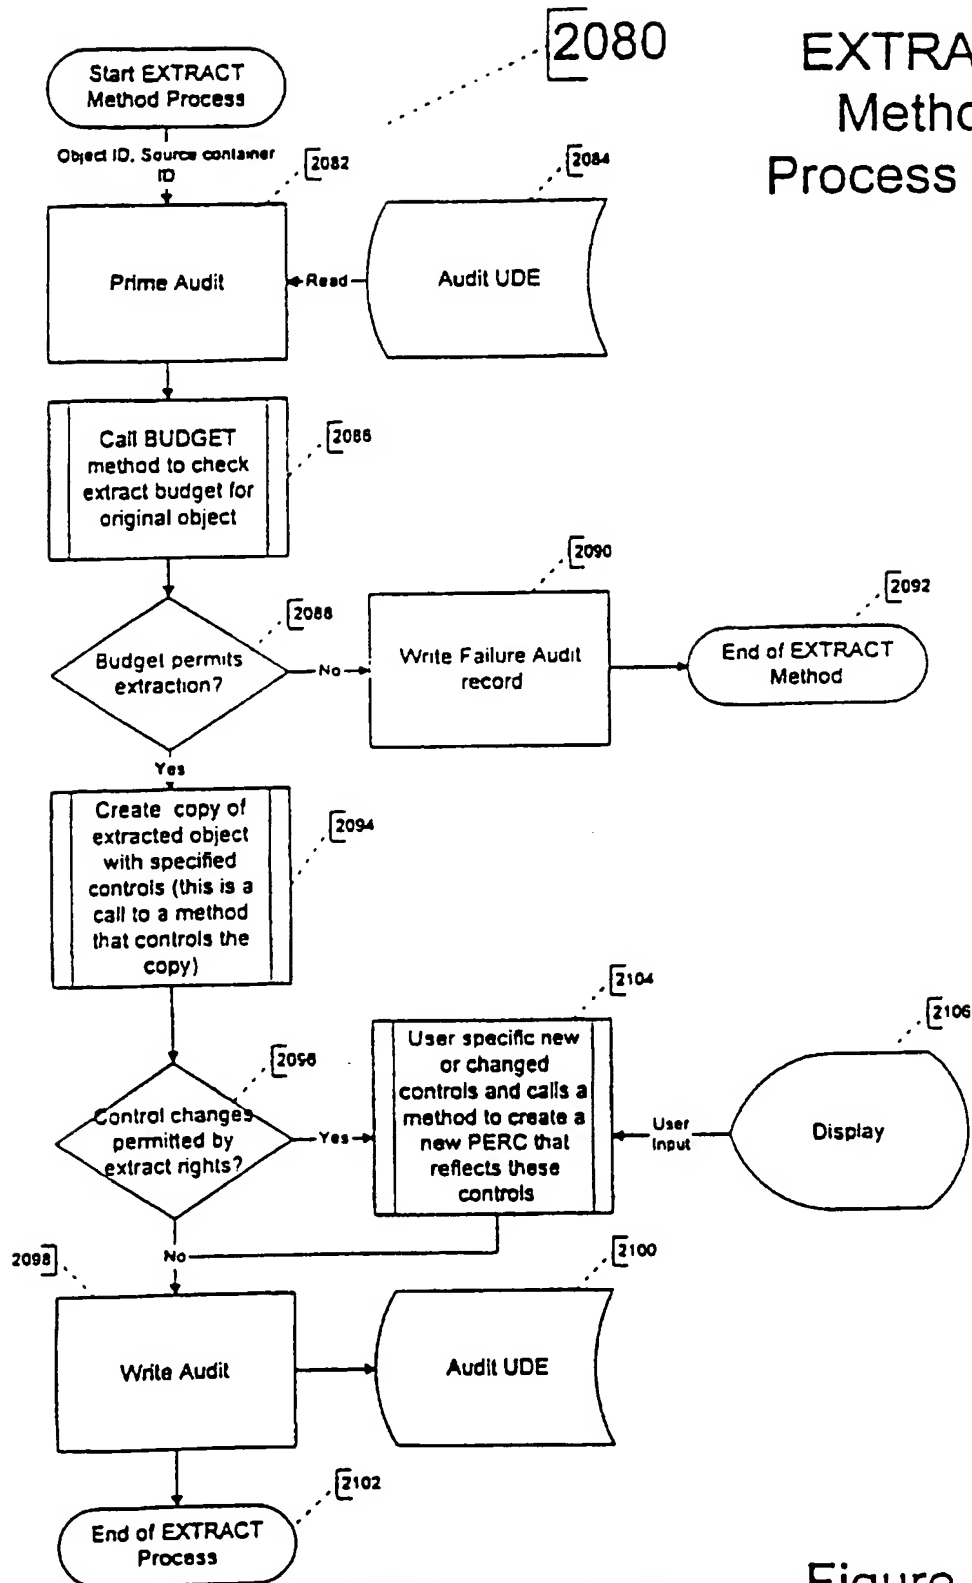 2080
EXTRA
Metho
Process
Start EXTRACT
Method Process
Object ID, Source container
ID
2082
2084
Prime Audit
Read
Audit UDE
Call BUDGET
method to check
extract budget for
original object
2086
2088
Budget permits
extraction?
No
2090
Write Failure Audit
record
2092
End of EXTRACT
Method
Yes
Create copy of
extracted object
with specified
controls (this is a
call to a method
that controls the
copy)
2094
2096
Control changes
permitted by
extract rights?
Yes
2104
User specific new
or changed
controls and calls a
method to create a
new PERC that
reflects these
controls
User
Input
2106
Display
No
2098
Write Audit
2100
Audit UDE
2102
End of EXTRACT
Process
Figure